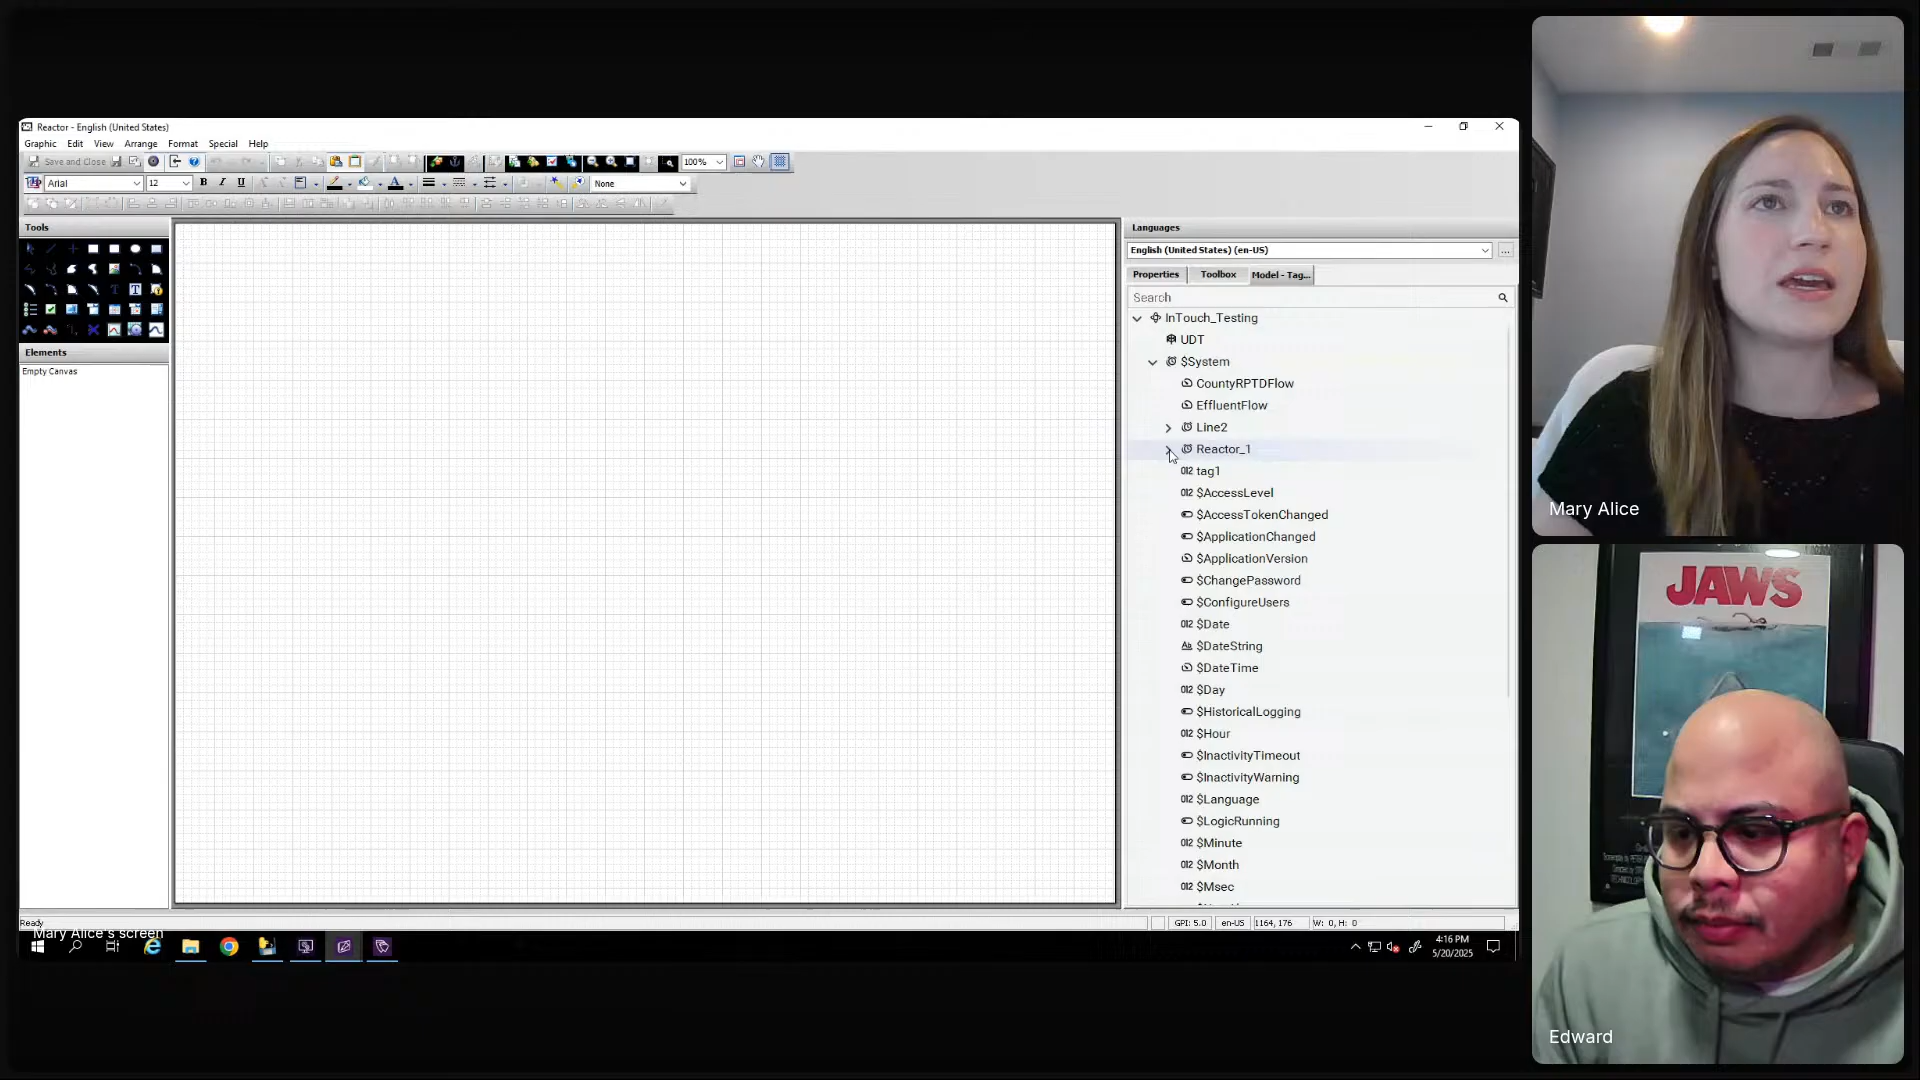 Reactor - English (United States)
Graphic Edit View Arrange Format Special Help
Save and Close
100%
Arial 12 B I U A None
Tools
Elements
Empty Canvas
Languages
English (United States) (en-US) ...
Properties Toolbox Model - Tag...
Search
InTouch_Testing
UDT
$System
CountyRPTDFlow
EffluentFlow
Line2
Reactor_1
tag1
$AccessLevel
$AccessTokenChanged
$ApplicationChanged
$ApplicationVersion
$ChangePassword
$ConfigureUsers
$Date
$DateString
$DateTime
$Day
$HistoricalLogging
$Hour
$InactivityTimeout
$InactivityWarning
$Language
$LogicRunning
$Minute
$Month
$Msec
Ready
GPI: 5.0 en-US 1164, 176 W: 0, H: 0
Mary Alice's screen
4:16 PM
5/20/2025
Mary Alice
JAWS
Edward